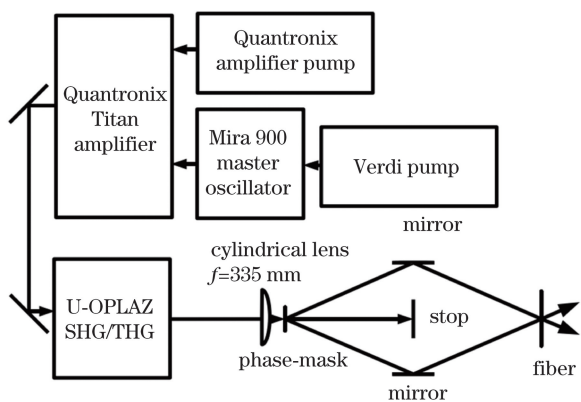 Quantronix
amplifier pump
Quantronix
Titan
amplifier
Mira 900
master
oscillator
Verdi pump
mirror
cylindrical lens
f=335 mm
U-OPLAZ
SHG/THG
stop
phase-mask
fiber
mirror